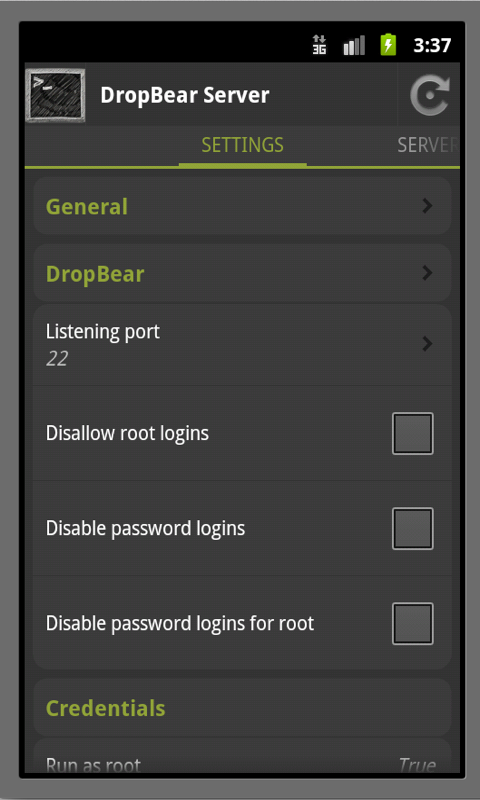 3G
3:37
>_
DropBear Server
SETTINGS
SERVER
General
DropBear
Listening port
22
Disallow root logins
Disable password logins
Disable password logins for root
Credentials
Run as root
True